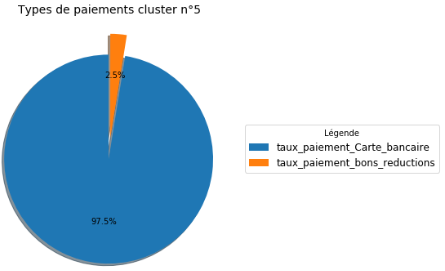 Types de paiements cluster n°5
2.5%
Légende
taux_paiement_Carte_bancaire
taux_paiement_bons_reductions
97.5%